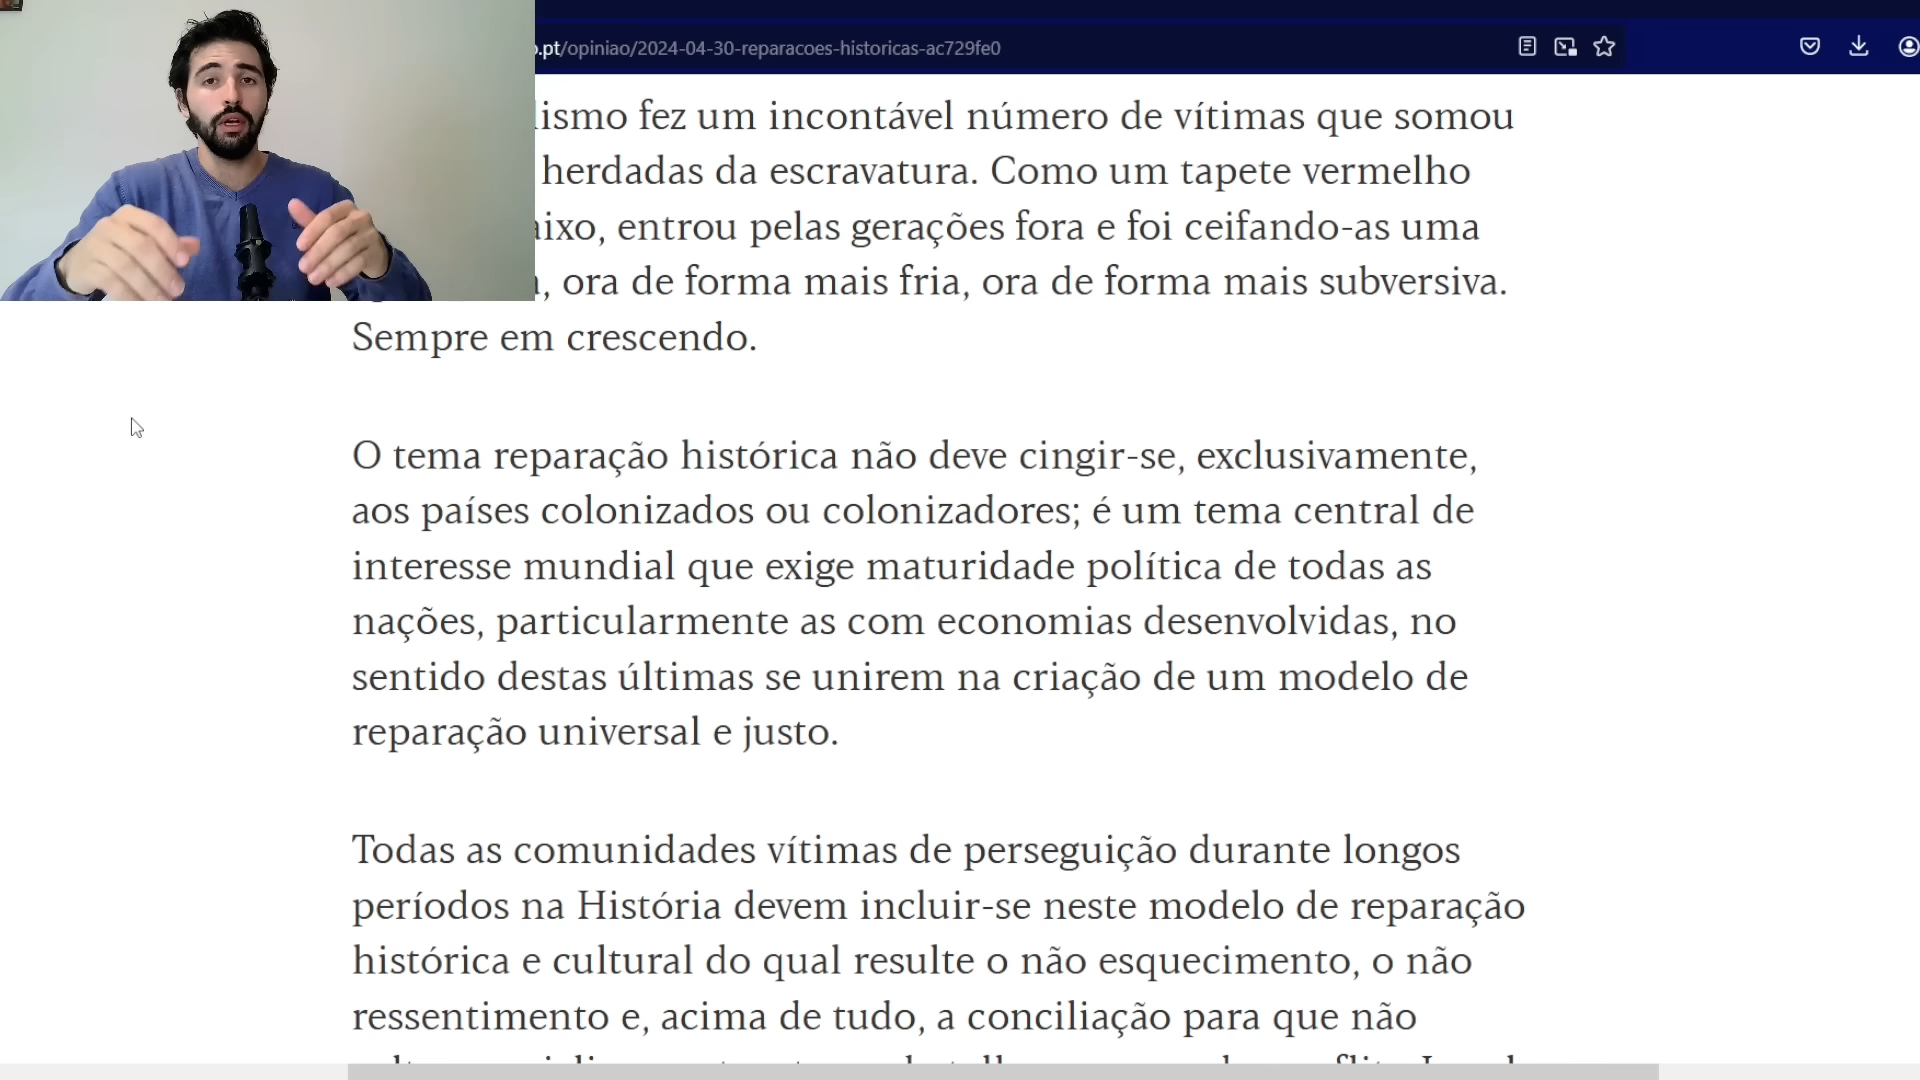 .pt/opiniao/2024-04-30-reparacoes-historicas-ac729fe0
lismo fez um incontável número de vítimas que somou
herdadas da escravatura. Como um tapete vermelho
aixo, entrou pelas gerações fora e foi ceifando-as uma
, ora de forma mais fria, ora de forma mais subversiva.
Sempre em crescendo.
O tema reparação histórica não deve cingir-se, exclusivamente,
aos países colonizados ou colonizadores; é um tema central de
interesse mundial que exige maturidade política de todas as
nações, particularmente as com economias desenvolvidas, no
sentido destas últimas se unirem na criação de um modelo de
reparação universal e justo.
Todas as comunidades vítimas de perseguição durante longos
períodos na História devem incluir-se neste modelo de reparação
histórica e cultural do qual resulte o não esquecimento, o não
ressentimento e, acima de tudo, a conciliação para que não